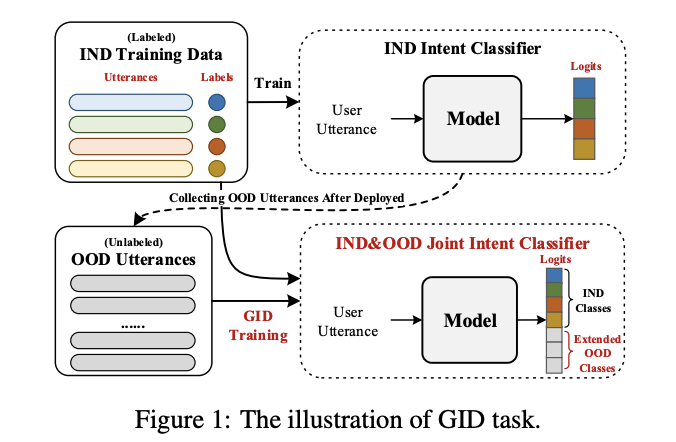 (Labeled)
IND Training Data
Utterances Labels
Train
IND Intent Classifier
Logits
User
Utterance
Model
Collecting OOD Utterances After Deployed
(Unlabeled)
OOD Utterances
......
GID
Training
IND&OOD Joint Intent Classifier
Logits
User
Utterance
Model
IND
Classes
Extended
OOD
Classes
Figure 1: The illustration of GID task.